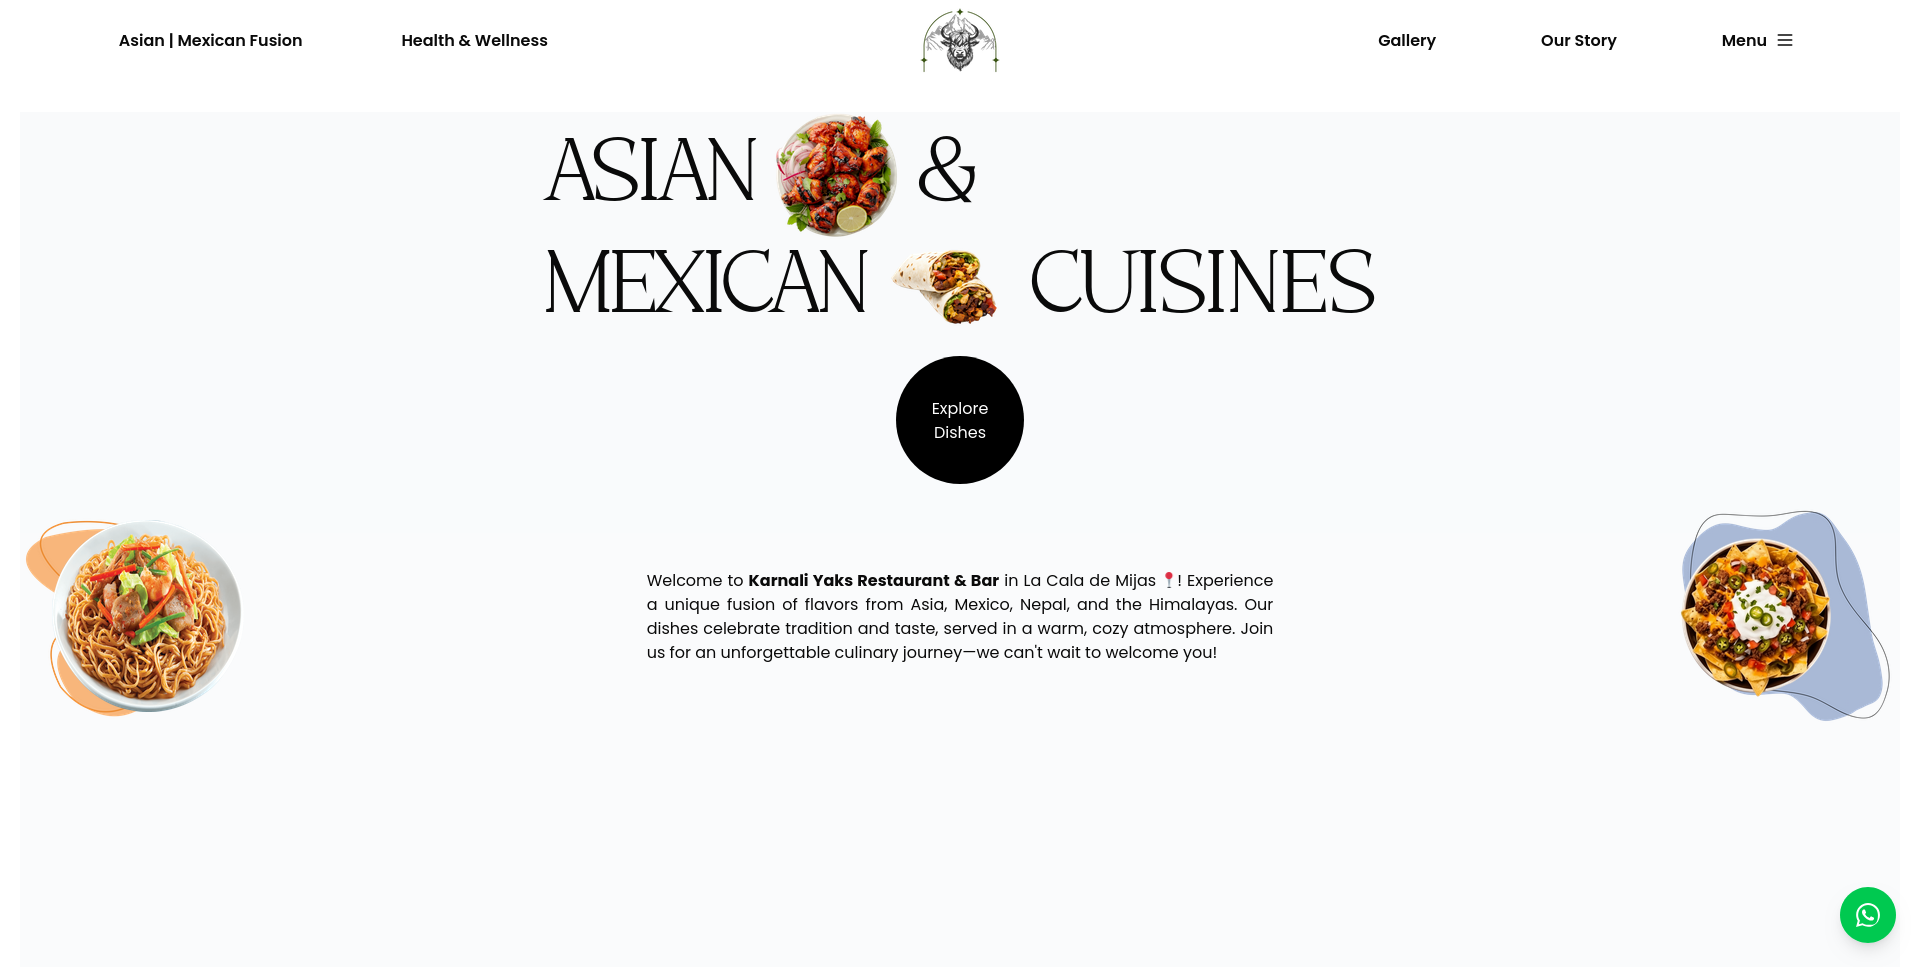 Asian | Mexican Fusion
Health & Wellness
Gallery
Our Story
Menu
ASIAN &
MEXICAN CUISINES
Explore
Dishes
Welcome to Karnali Yaks Restaurant & Bar in La Cala de Mijas 📍! Experience
a unique fusion of flavors from Asia, Mexico, Nepal, and the Himalayas. Our
dishes celebrate tradition and taste, served in a warm, cozy atmosphere. Join
us for an unforgettable culinary journey—we can't wait to welcome you!